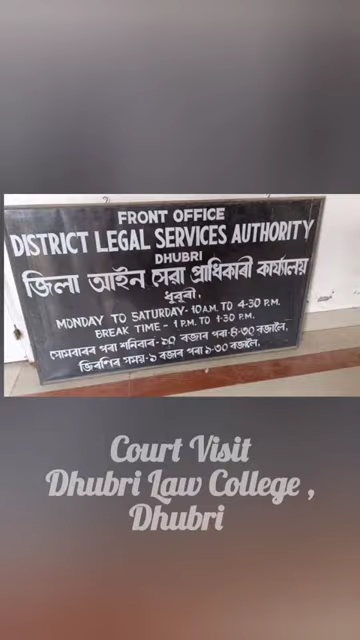 FRONT OFFICE
DISTRICT LEGAL SERVICES AUTHORITY
DHUBRI
জিলা আইন সেৱা প্ৰাধিকাৰী কাৰ্যালয়
ধুবুৰী,
MONDAY TO SATURDAY- 10 A.M. TO 4-30 P.M.
BREAK TIME - 1 P.M. TO 1-30 P.M.
সোমবাৰৰ পৰা শনিবাৰ- ১০ বজাৰ পৰা ৪-৩০ বজালৈ,
জিৰণিৰ সময়-১ বজাৰ পৰা ১-৩০ বজালৈ,
Court Visit
Dhubri Law College ,
Dhubri